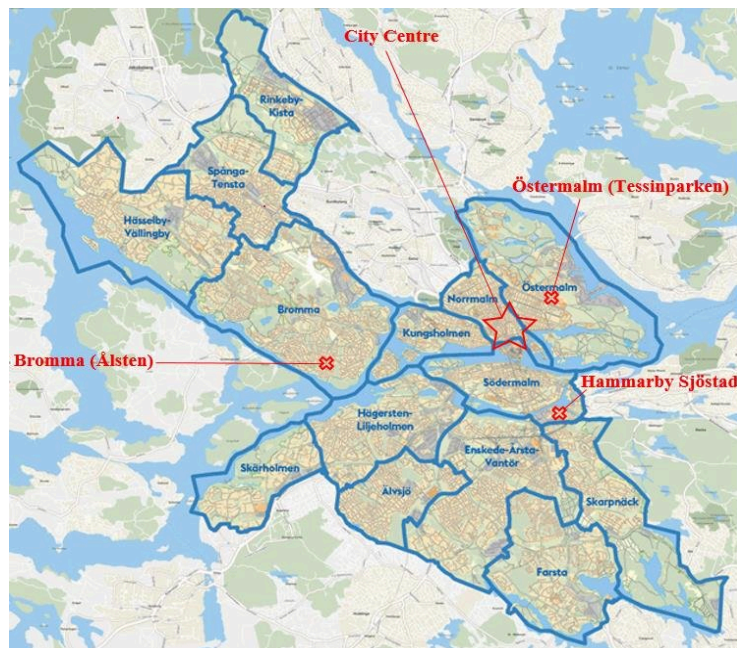 City Centre
Rinkeby-
Kista
Spånga-
Tensta
Östermalm (Tessinparken)
Hässelby-
Vällingby
Östermalm
Norrmalm
Bromma
Kungsholmen
Bromma (Ålsten)
Södermalm
Hammarby Sjöstad
Hägersten-
Liljeholmen
Enskede-Årsta-
Vantör
Skärholmen
Älvsjö
Skarpnäck
Farsta